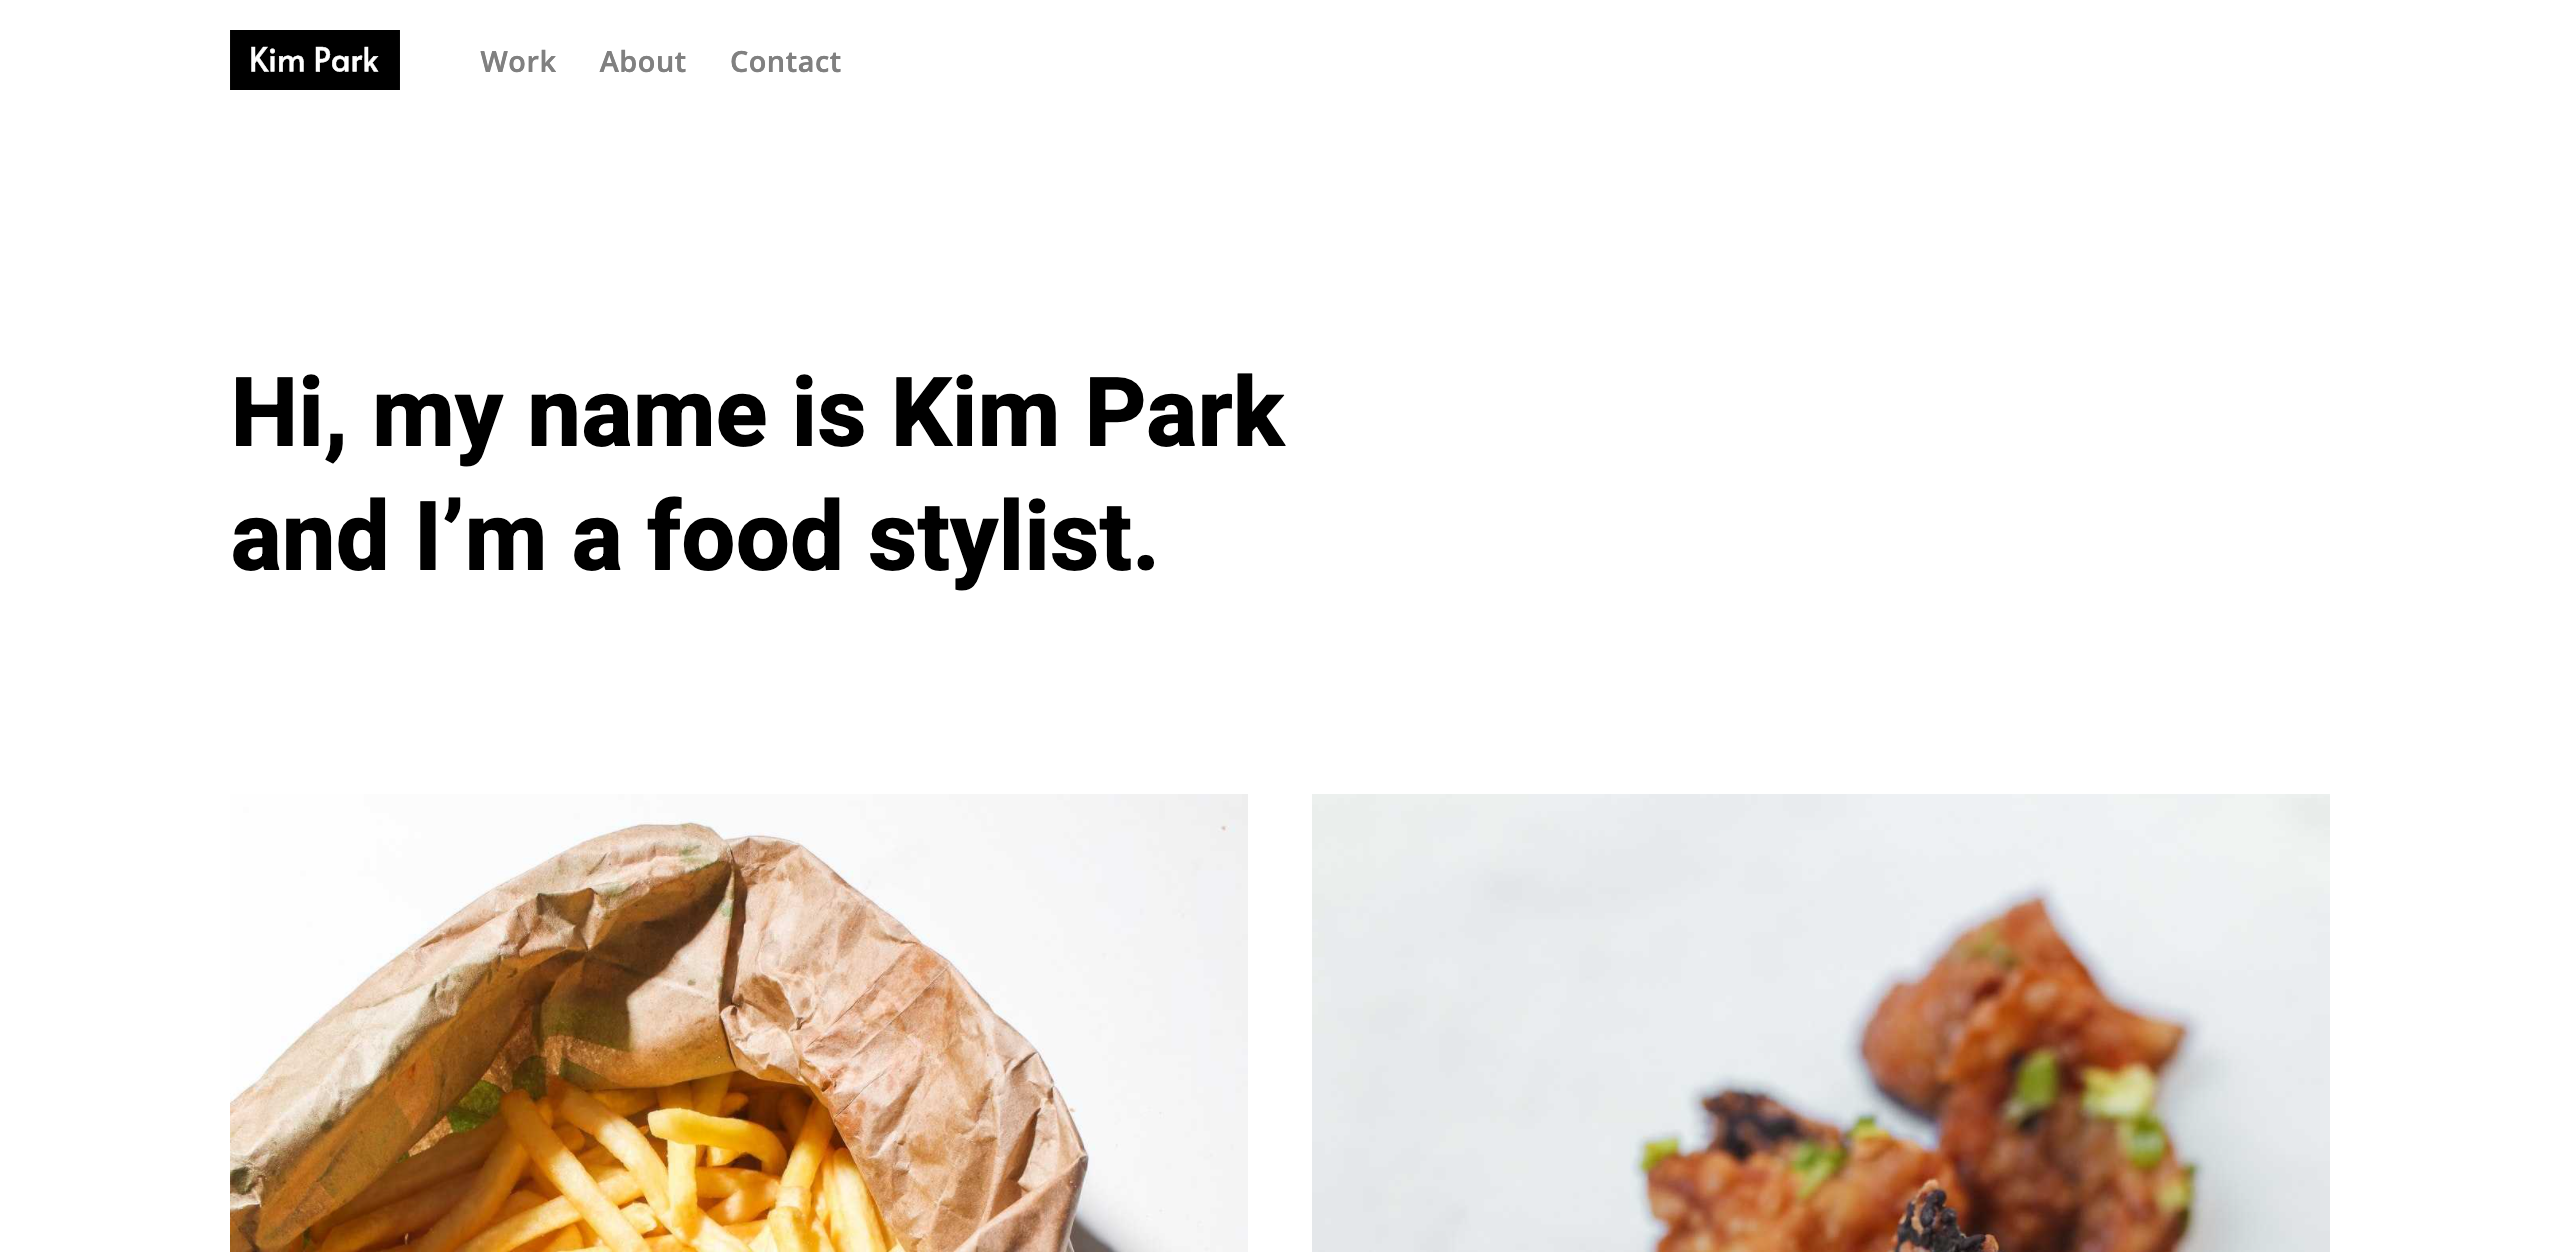 Kim Park
Work About Contact
Hi, my name is Kim Park
and I’m a food stylist.